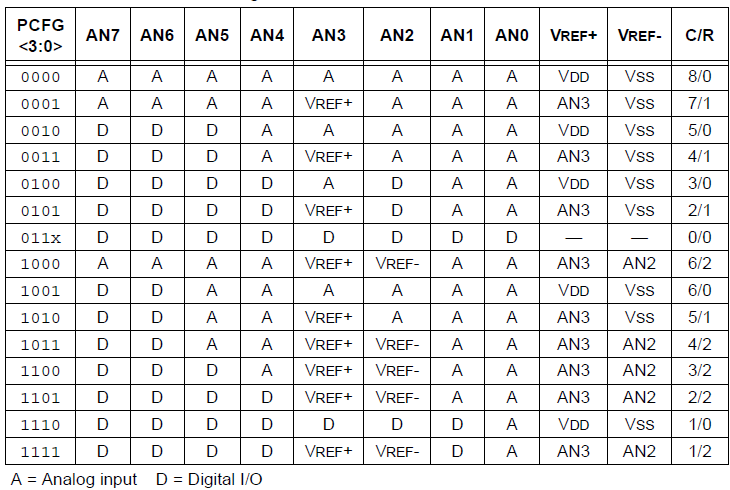 PCFG <3:0> AN7 AN6 AN5 AN4 AN3 AN2 AN1 AN0 VREF+ VREF- C/R
0000 A A A A A A A A VDD VSS 8/0
0001 A A A A VREF+ A A A AN3 VSS 7/1
0010 D D D A A A A A VDD VSS 5/0
0011 D D D A VREF+ A A A AN3 VSS 4/1
0100 D D D D A D A A VDD VSS 3/0
0101 D D D D VREF+ D A A AN3 VSS 2/1
011x D D D D D D D D — — 0/0
1000 A A A A VREF+ VREF- A A AN3 AN2 6/2
1001 D D A A A A A A VDD VSS 6/0
1010 D D A A VREF+ A A A AN3 VSS 5/1
1011 D D A A VREF+ VREF- A A AN3 AN2 4/2
1100 D D D A VREF+ VREF- A A AN3 AN2 3/2
1101 D D D D VREF+ VREF- A A AN3 AN2 2/2
1110 D D D D D D D A VDD VSS 1/0
1111 D D D D VREF+ VREF- D A AN3 AN2 1/2
A = Analog input D = Digital I/O